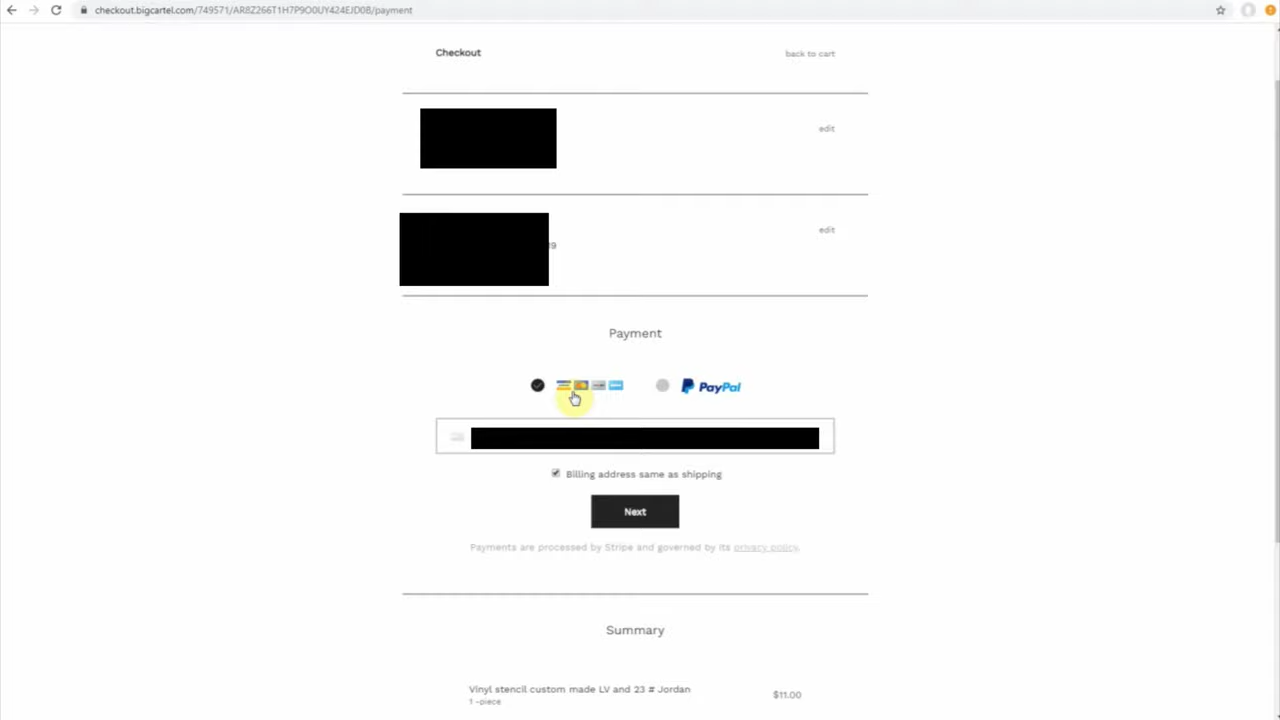 checkout.bigcartel.com/749571/AR8Z266T1H7P9O0UY424EJD0B/payment
Checkout
back to cart
edit
edit
Payment
PayPal
Billing address same as shipping
Next
Payments are processed by Stripe and governed by its privacy policy.
Summary
Vinyl stencil custom made LV and 23 # Jordan
$11.00
1 -piece